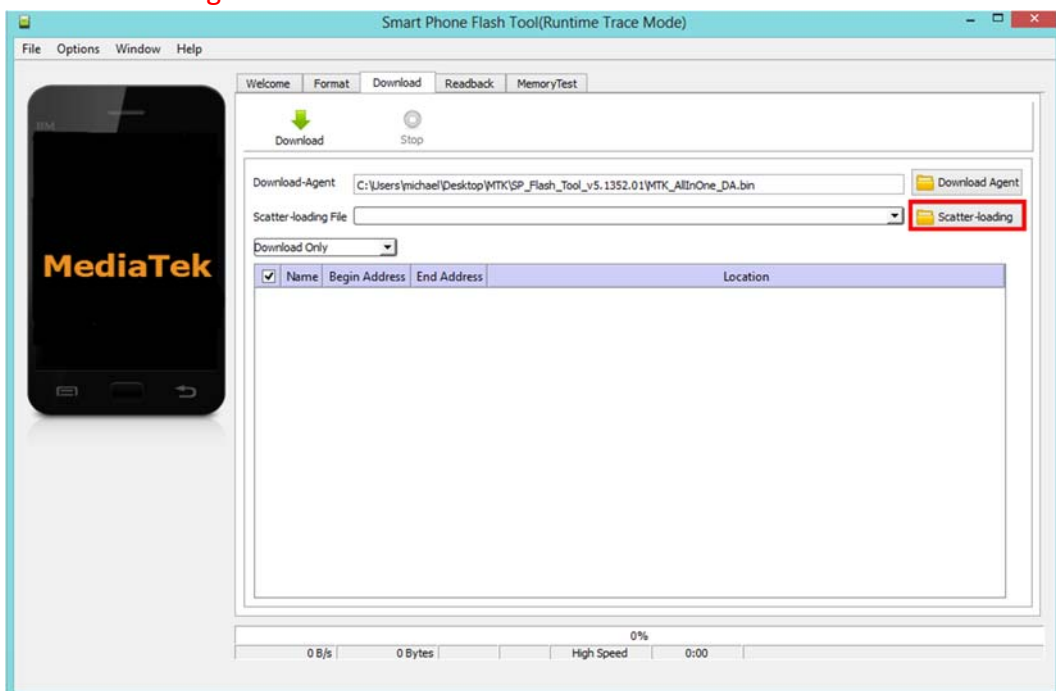 Smart Phone Flash Tool(Runtime Trace Mode)
File Options Window Help
Welcome Format Download Readback MemoryTest
Download Stop
Download-Agent C:\Users\michael\Desktop\MTK\SP_Flash_Tool_v5.1352.01\MTK_AllInOne_DA.bin Download Agent
Scatter-loading File Scatter-loading
Download Only
MediaTek
Name Begin Address End Address Location
0%
0 B/s 0 Bytes High Speed 0:00